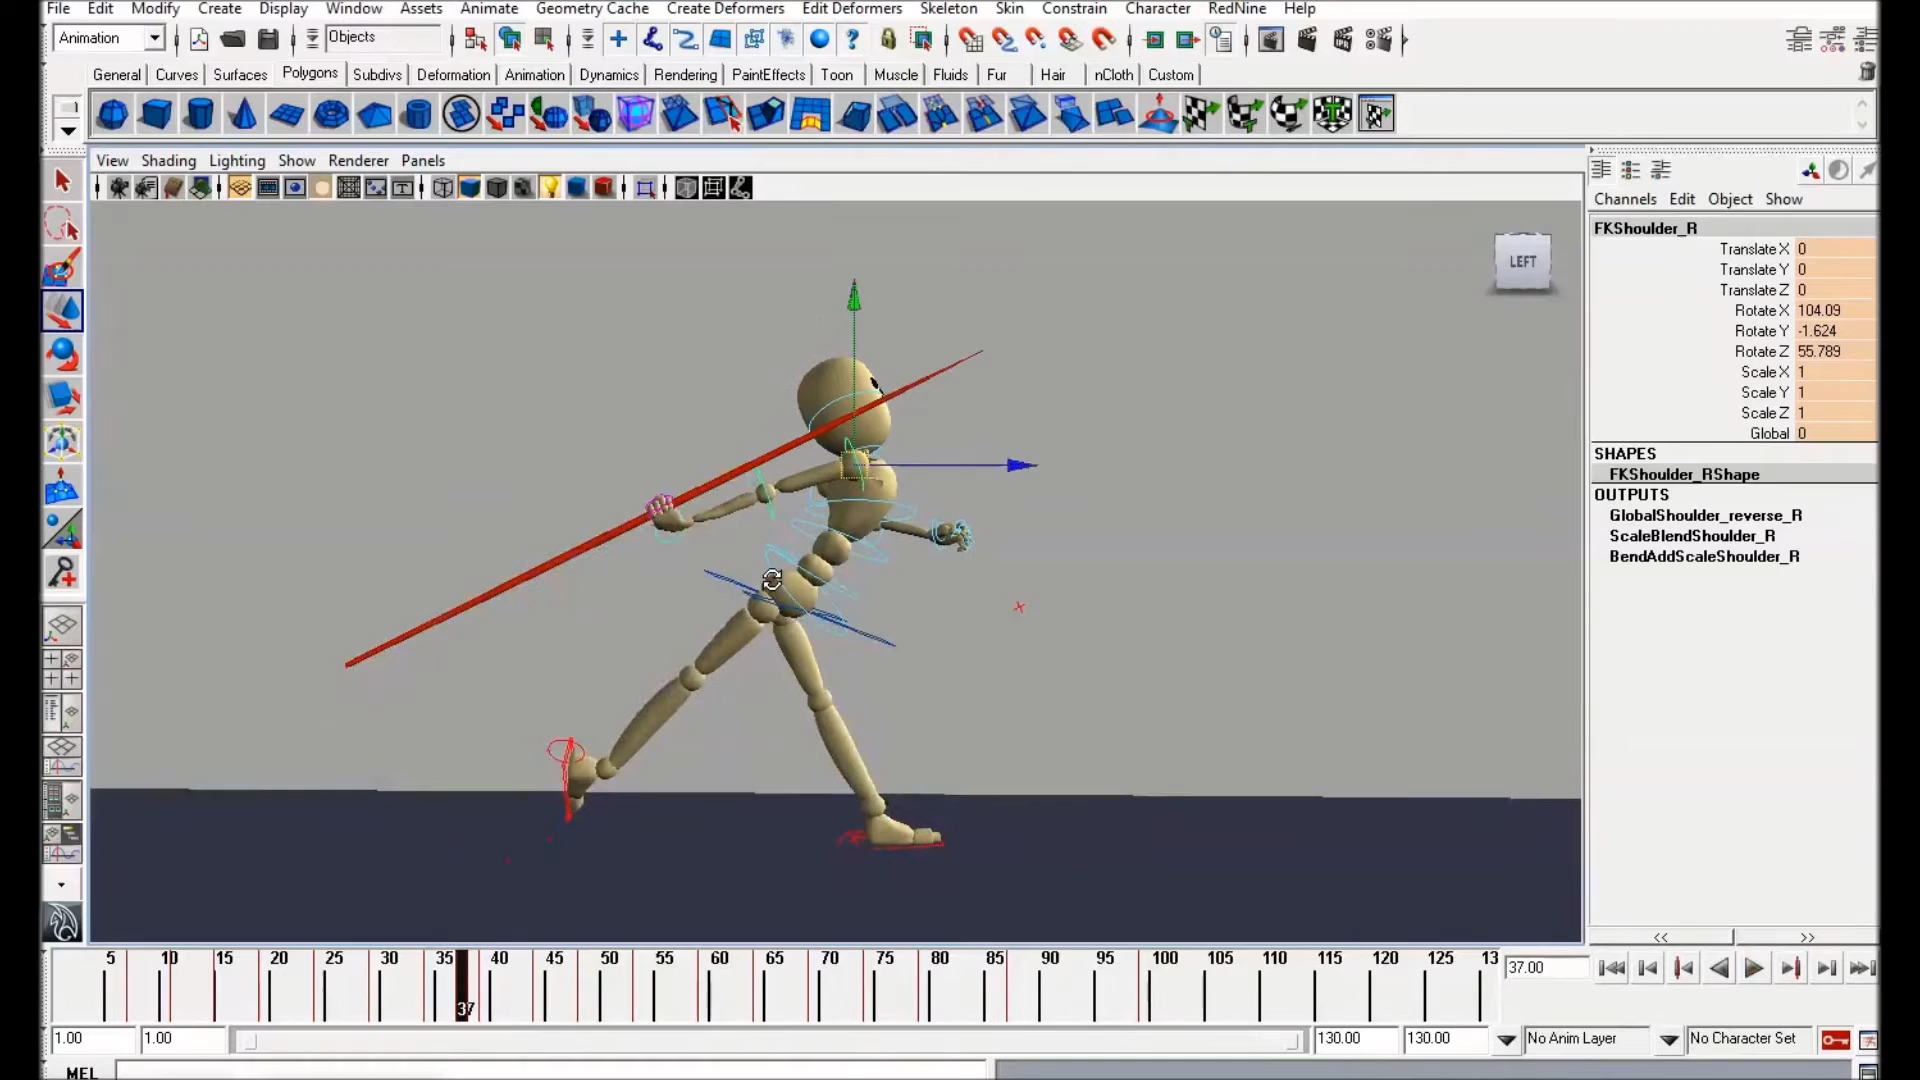 File Edit Modify Create Display Window Assets Animate Geometry Cache Create Deformers Edit Deformers Skeleton Skin Constrain Character RedNine Help
Animation Objects
General Curves Surfaces Polygons Subdivs Deformation Animation Dynamics Rendering PaintEffects Toon Muscle Fluids Fur Hair nCloth Custom
View Shading Lighting Show Renderer Panels
LEFT
Channels Edit Object Show
FKShoulder_R
Translate X 0
Translate Y 0
Translate Z 0
Rotate X 104.09
Rotate Y -1.624
Rotate Z 55.789
Scale X 1
Scale Y 1
Scale Z 1
Global 0
SHAPES
FKShoulder_RShape
OUTPUTS
GlobalShoulder_reverse_R
ScaleBlendShoulder_R
BendAddScaleShoulder_R
<< >>
5 10 15 20 25 30 35 40 45 50 55 60 65 70 75 80 85 90 95 100 105 110 115 120 125 13
37
37.00
1.00 1.00 130.00 130.00 No Anim Layer No Character Set
MEL